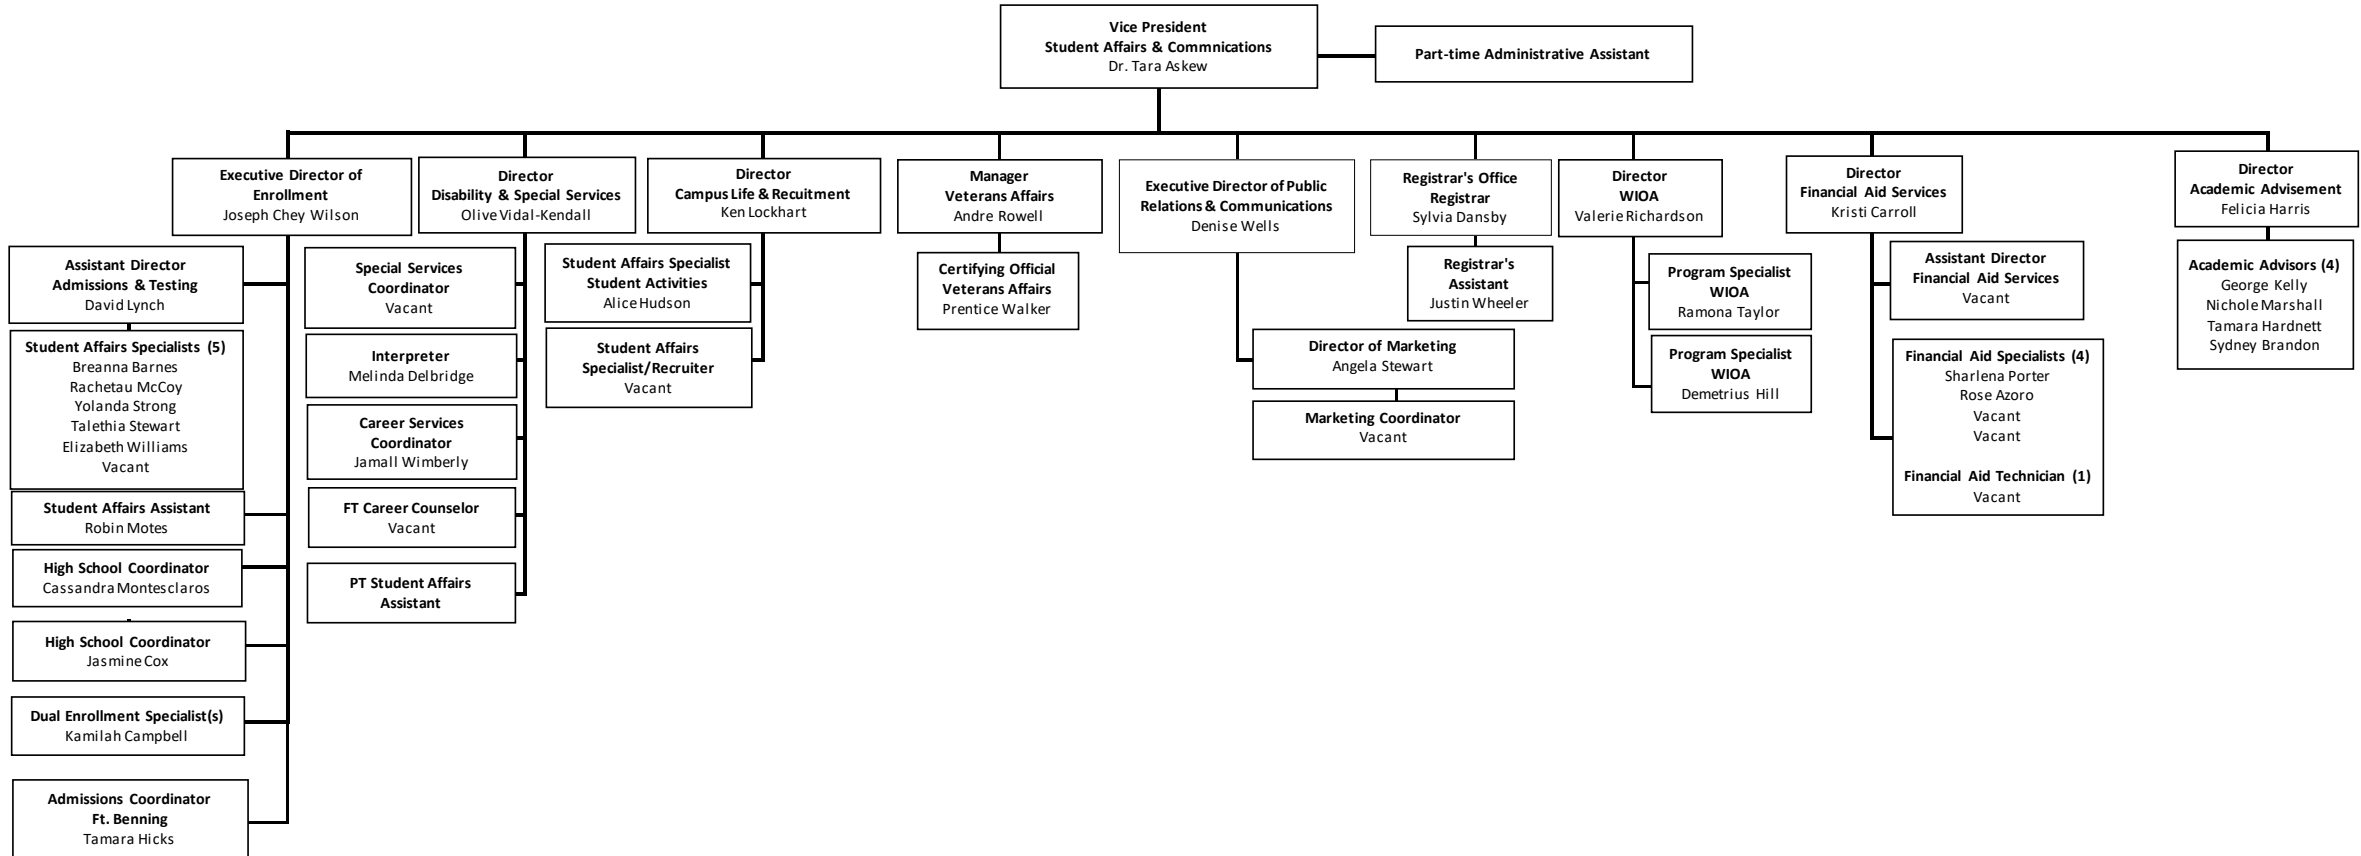 Vice President
Student Affairs & Commnications
Dr. Tara Askew
Part-time Administrative Assistant
Executive Director of
Enrollment
Joseph Chey Wilson
Director
Disability & Special Services
Olive Vidal-Kendall
Director
Campus Life & Recuitment
Ken Lockhart
Manager
Veterans Affairs
Andre Rowell
Executive Director of Public
Relations & Communications
Denise Wells
Registrar's Office
Registrar
Sylvia Dansby
Director
WIOA
Valerie Richardson
Director
Financial Aid Services
Kristi Carroll
Director
Academic Advisement
Felicia Harris
Assistant Director
Admissions & Testing
David Lynch
Student Affairs Specialists (5)
Breanna Barnes
Rachetau McCoy
Yolanda Strong
Talethia Stewart
Elizabeth Williams
Vacant
Student Affairs Assistant
Robin Motes
High School Coordinator
Cassandra Montesclaros
High School Coordinator
Jasmine Cox
Dual Enrollment Specialist(s)
Kamilah Campbell
Admissions Coordinator
Ft. Benning
Tamara Hicks
Special Services
Coordinator
Vacant
Interpreter
Melinda Delbridge
Career Services
Coordinator
Jamall Wimberly
FT Career Counselor
Vacant
PT Student Affairs
Assistant
Student Affairs Specialist
Student Activities
Alice Hudson
Student Affairs
Specialist/Recruiter
Vacant
Certifying Official
Veterans Affairs
Prentice Walker
Director of Marketing
Angela Stewart
Marketing Coordinator
Vacant
Registrar's
Assistant
Justin Wheeler
Program Specialist
WIOA
Ramona Taylor
Program Specialist
WIOA
Demetrius Hill
Assistant Director
Financial Aid Services
Vacant
Financial Aid Specialists (4)
Sharlena Porter
Rose Azoro
Vacant
Vacant
Financial Aid Technician (1)
Vacant
Academic Advisors (4)
George Kelly
Nichole Marshall
Tamara Hardnett
Sydney Brandon